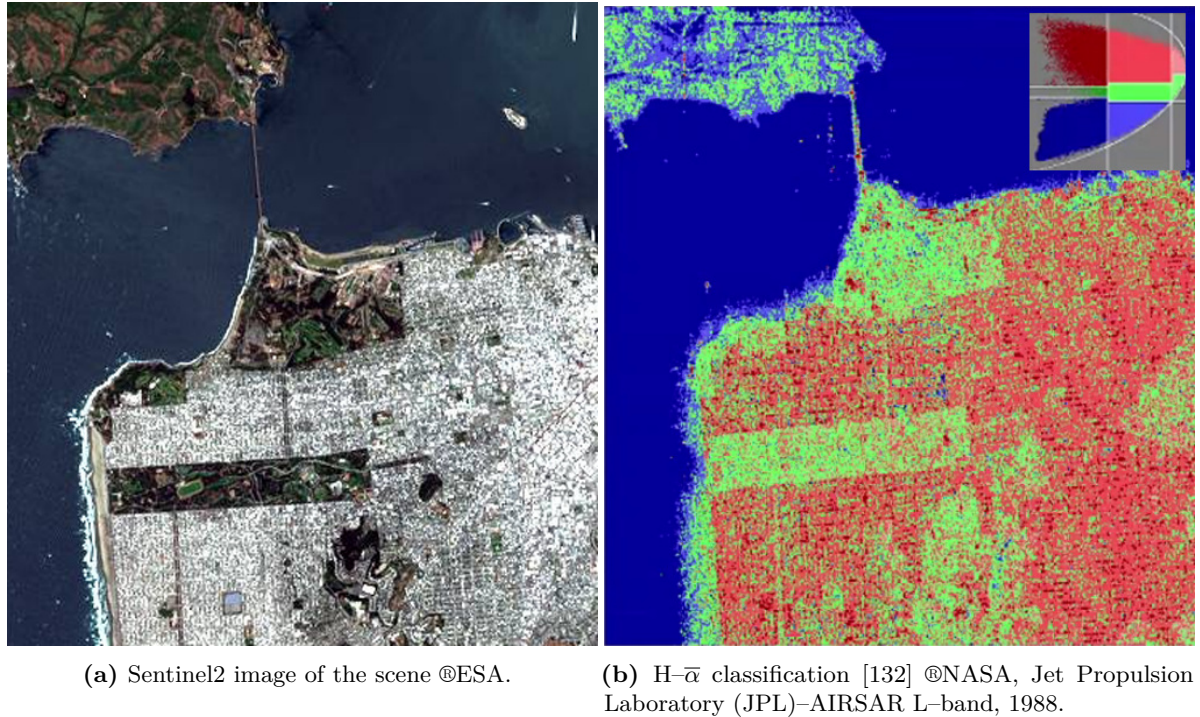 (a) Sentinel2 image of the scene ®ESA.
(b) H–α̅ classification [132] ®NASA, Jet Propulsion
Laboratory (JPL)–AIRSAR L–band, 1988.